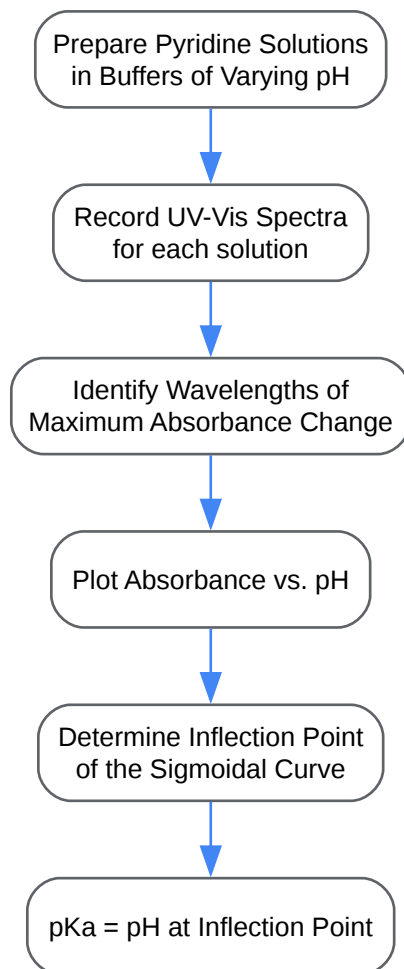 Prepare Pyridine Solutions
in Buffers of Varying pH
Record UV-Vis Spectra
for each solution
Identify Wavelengths of
Maximum Absorbance Change
Plot Absorbance vs. pH
Determine Inflection Point
of the Sigmoidal Curve
pKa = pH at Inflection Point